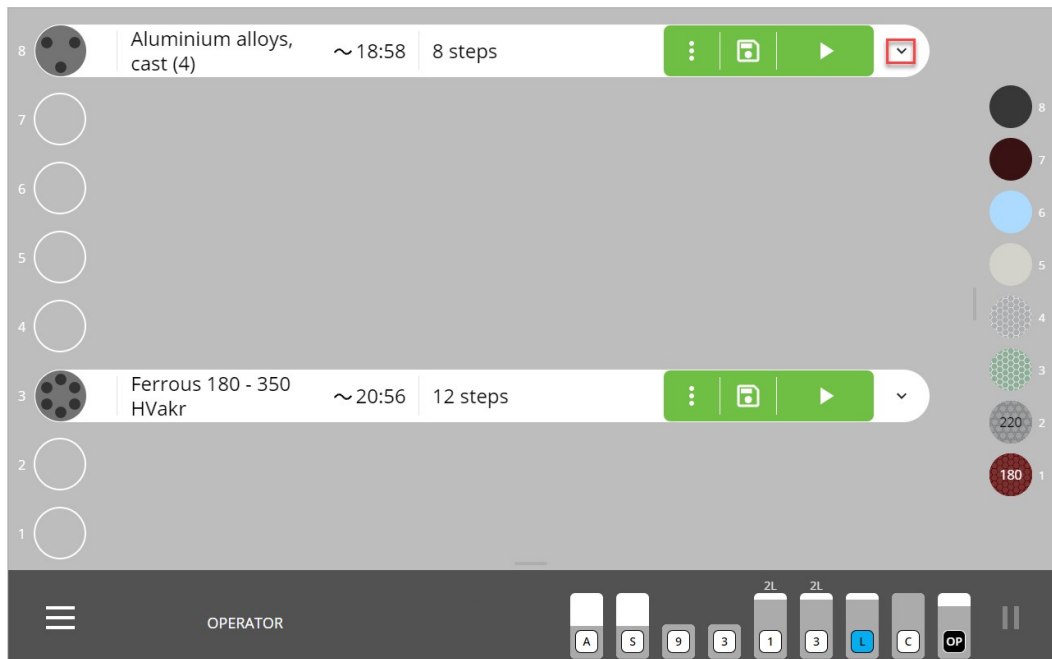 8
Aluminium alloys,
cast (4)
~ 18:58
8 steps
7
6
5
4
3
Ferrous 180 - 350
HVakr
~ 20:56
12 steps
2
1
8
7
6
5
4
3
220 2
180 1
OPERATOR
2L 2L
A S 9 3 1 3 L C OP